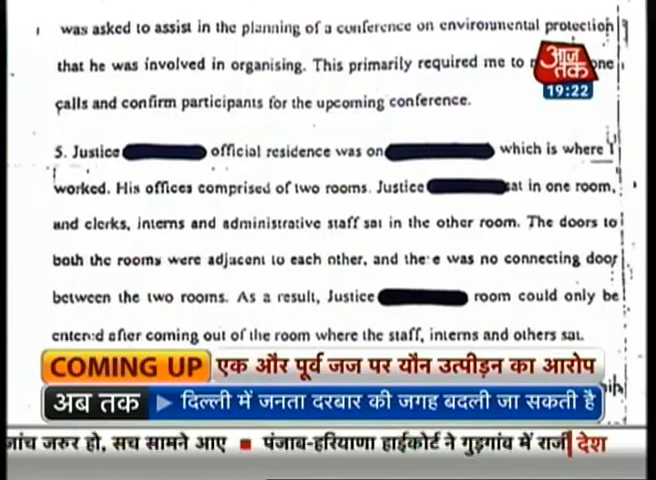 was asked to assist in the planning of a conference on environmental protection
that he was involved in organising. This primarily required me to
calls and confirm participants for the upcoming conference.
आज तक
19:22
5. Justice official residence was on which is where I
worked. His offices comprised of two rooms. Justice sat in one room,
and clerks, interns and administrative staff sat in the other room. The doors to
both the rooms were adjacent to each other, and there was no connecting door
between the two rooms. As a result, Justice room could only be
entered after coming out of the room where the staff, interns and others sat.
COMING UP एक और पूर्व जज पर यौन उत्पीड़न का आरोप
अब तक दिल्ली में जनता दरबार की जगह बदली जा सकती है
जांच जरुर हो, सच सामने आए ■ पंजाब-हरियाणा हाईकोर्ट ने गुड़गांव में देश